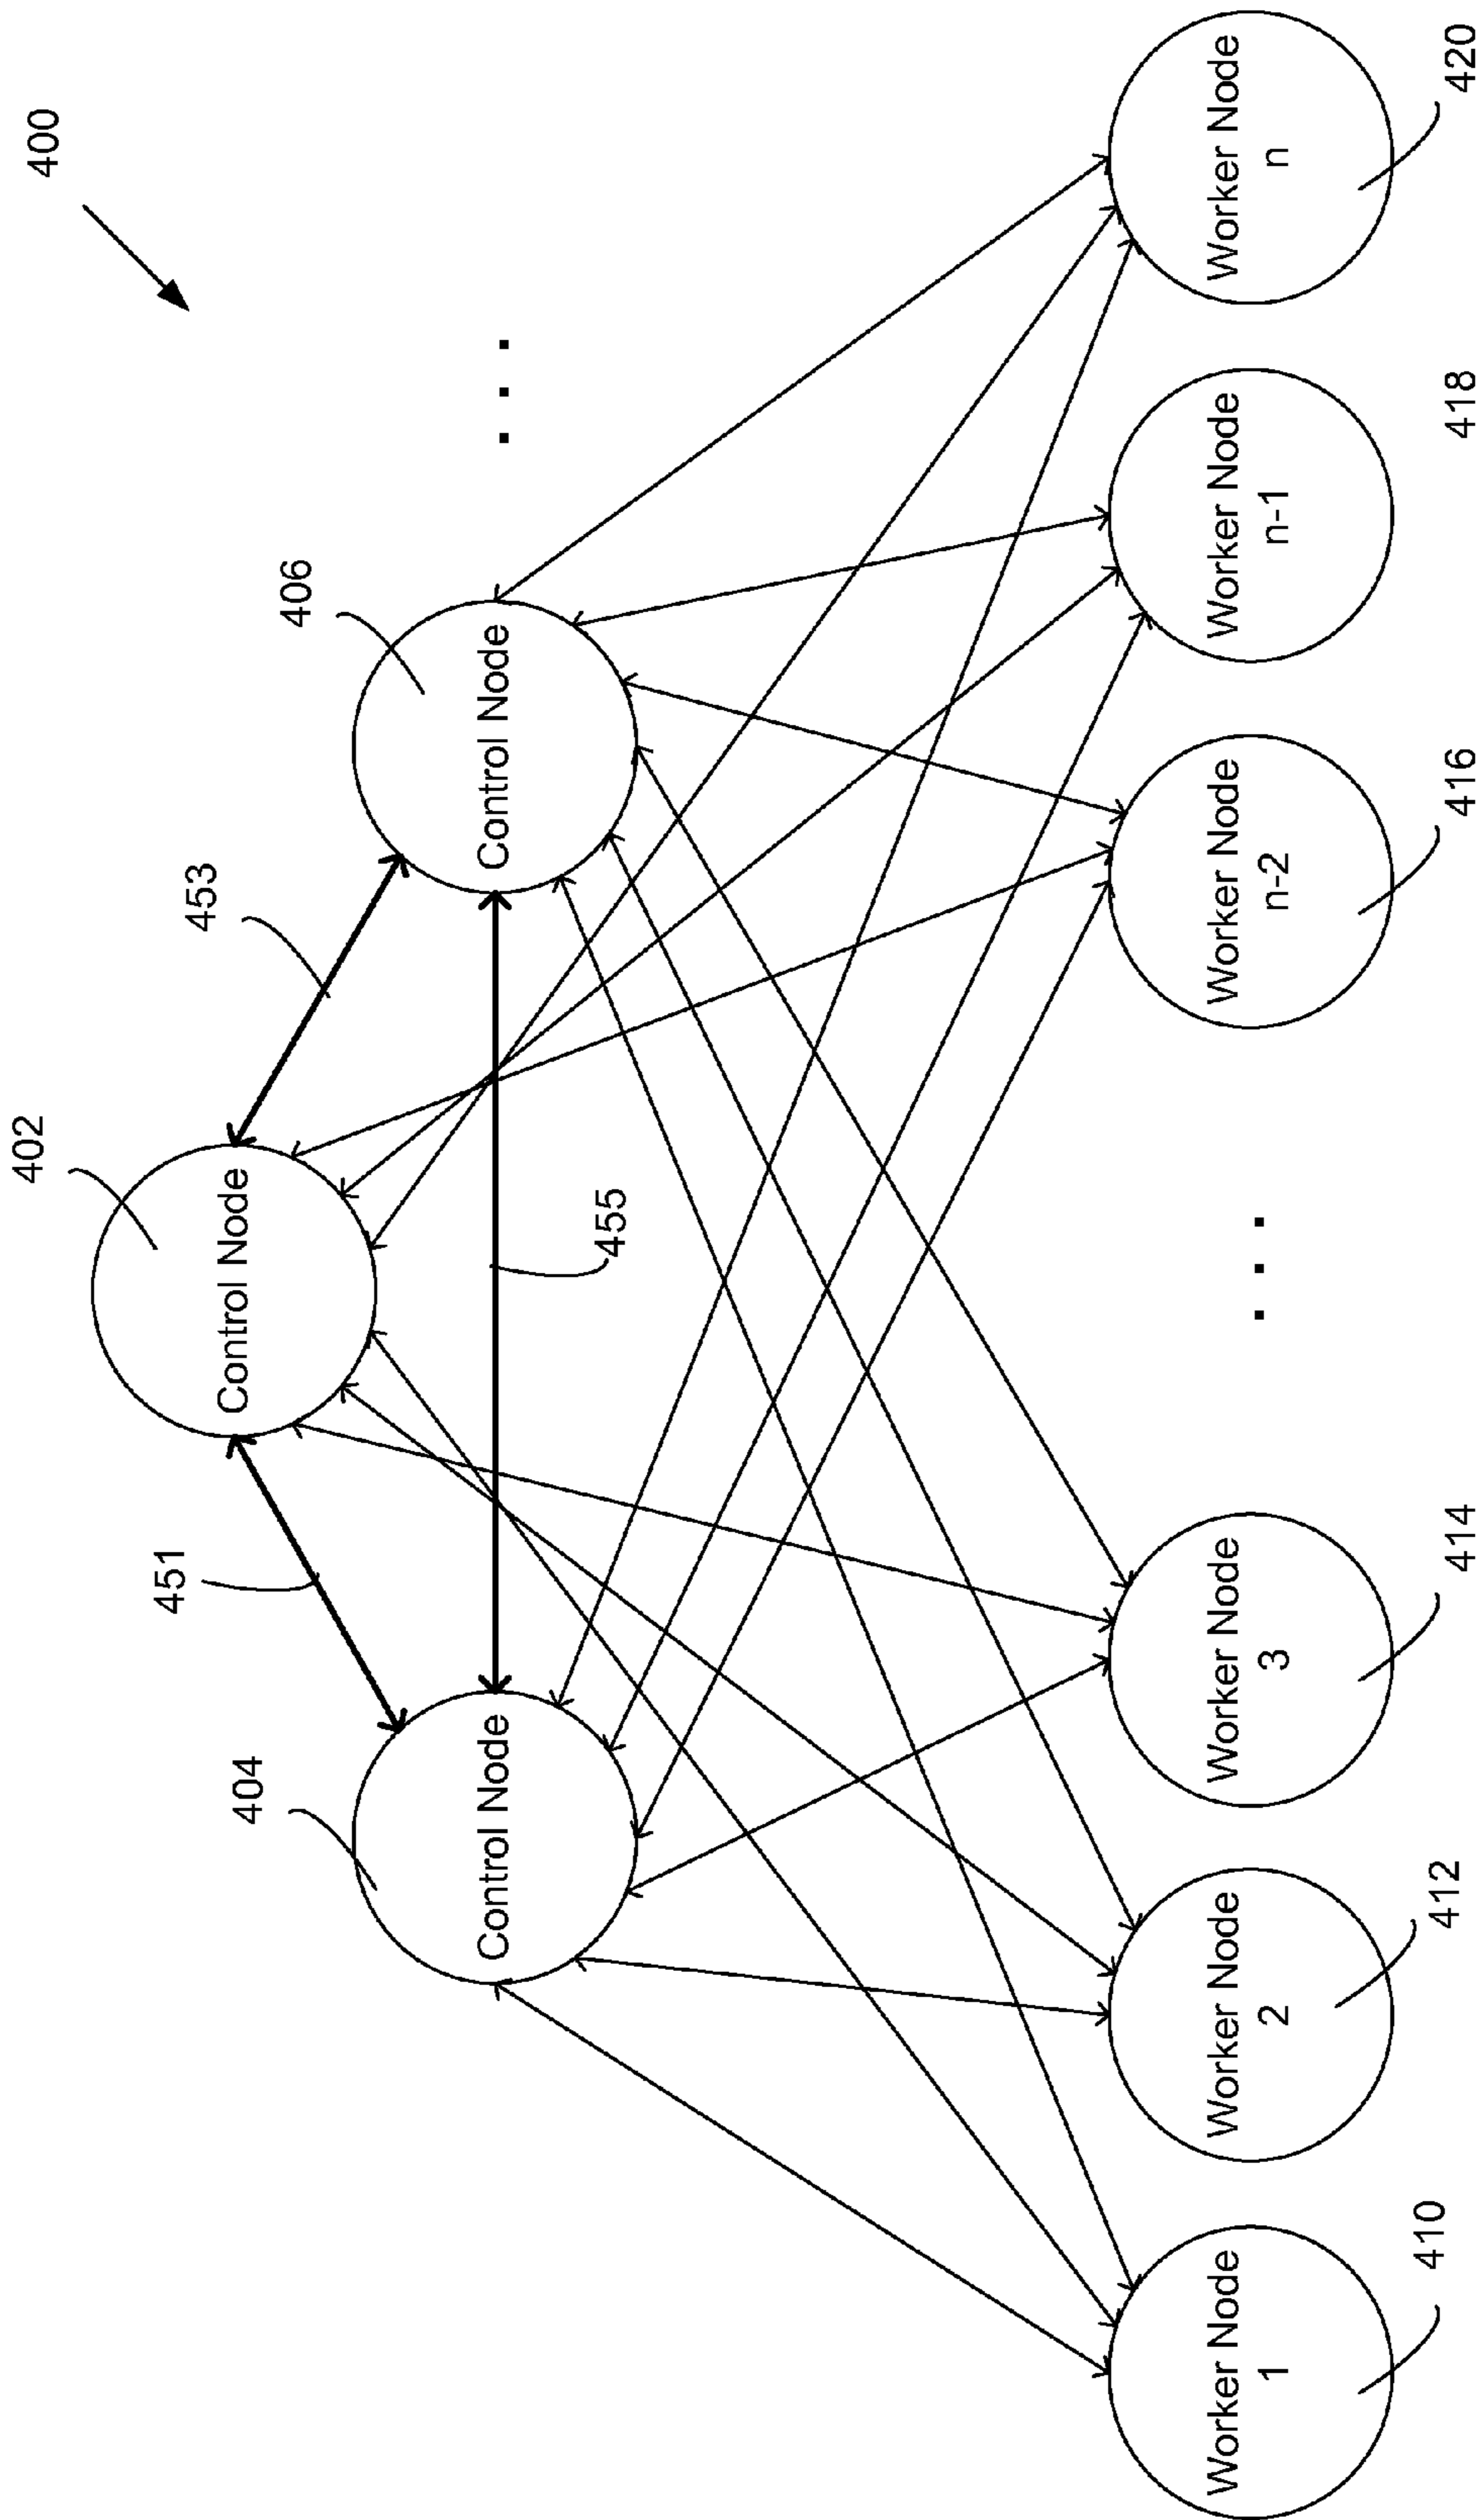 400
402
451
453
404
406
Control Node
Control Node
Control Node
455
. . .
. . .
Worker Node
1
Worker Node
2
Worker Node
3
Worker Node
n-2
Worker Node
n-1
Worker Node
n
410
412
414
416
418
420